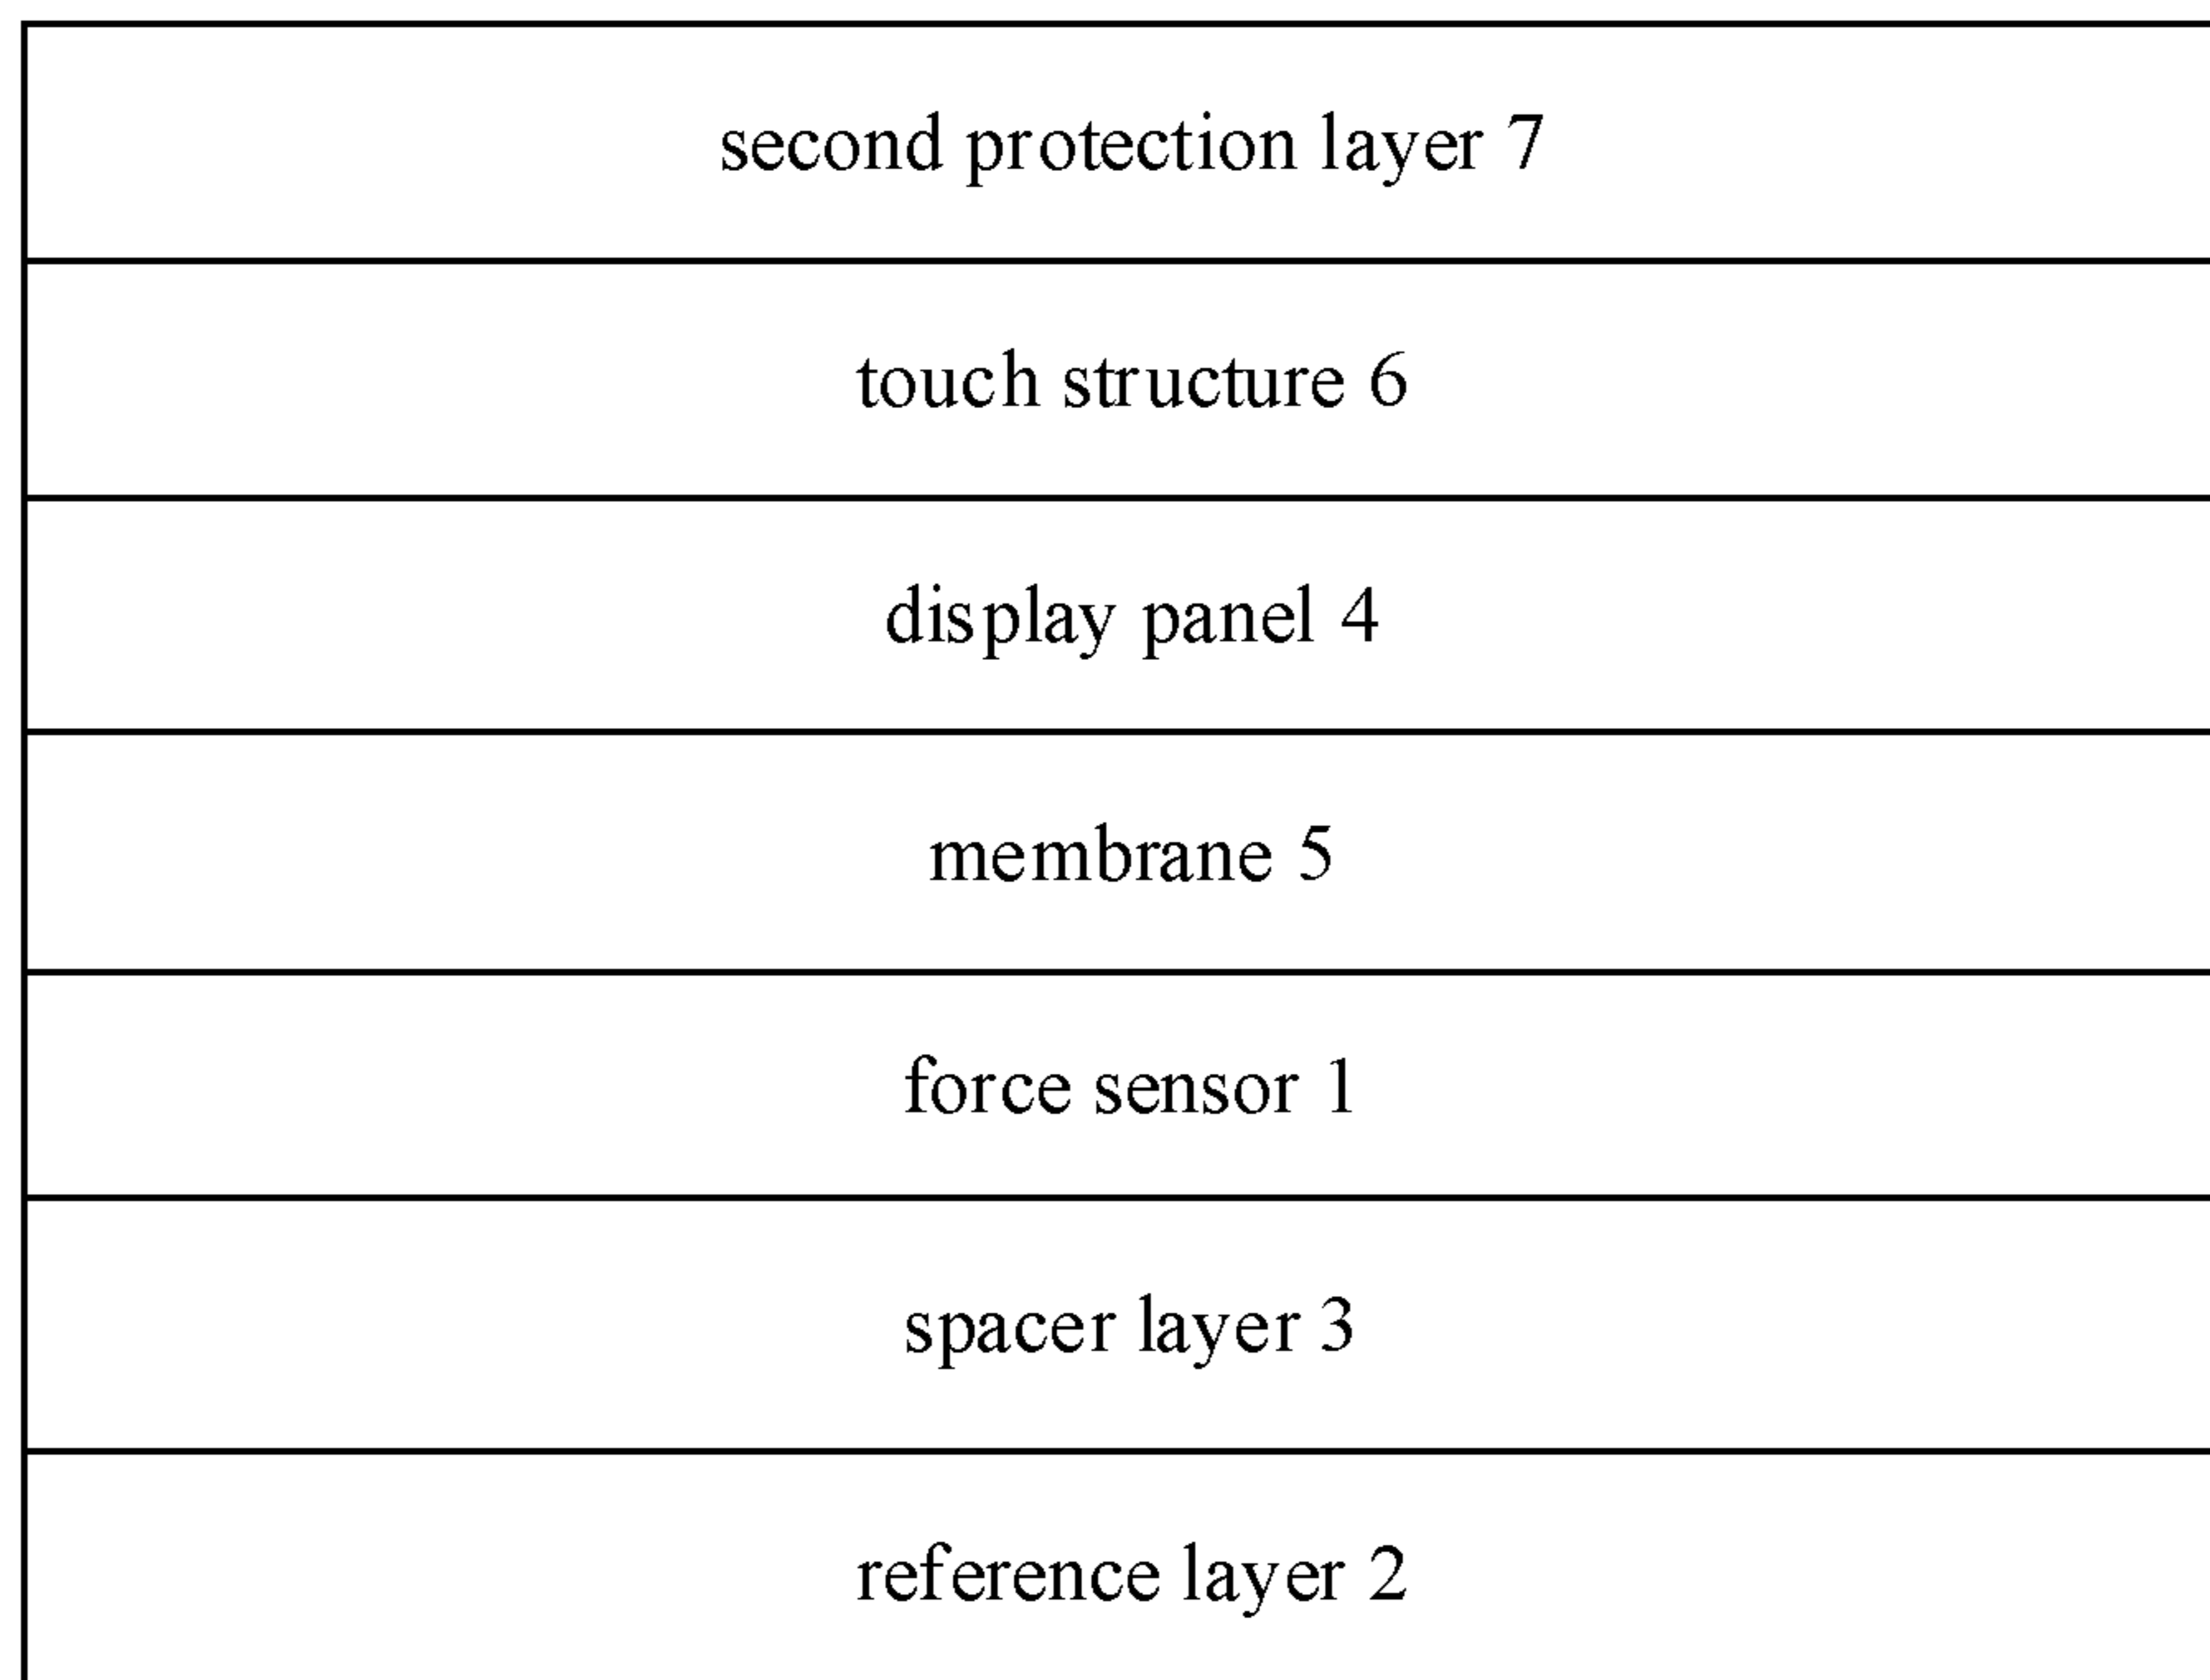 second protection layer 7
touch structure 6
display panel 4
membrane 5
force sensor 1
spacer layer 3
reference layer 2